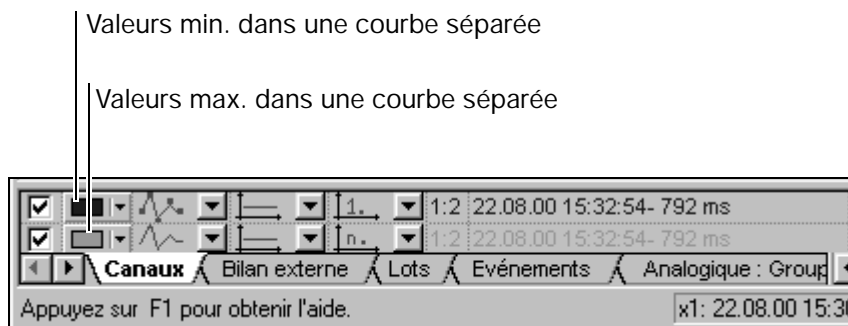 Valeurs min. dans une courbe séparée
Valeurs max. dans une courbe séparée
1. 1:2 22.08.00 15:32:54- 792 ms
n. 1:2 22.08.00 15:32:54- 792 ms
Canaux Bilan externe Lots Evénements Analogique : Group
Appuyez sur F1 pour obtenir l'aide. x1: 22.08.00 15:30